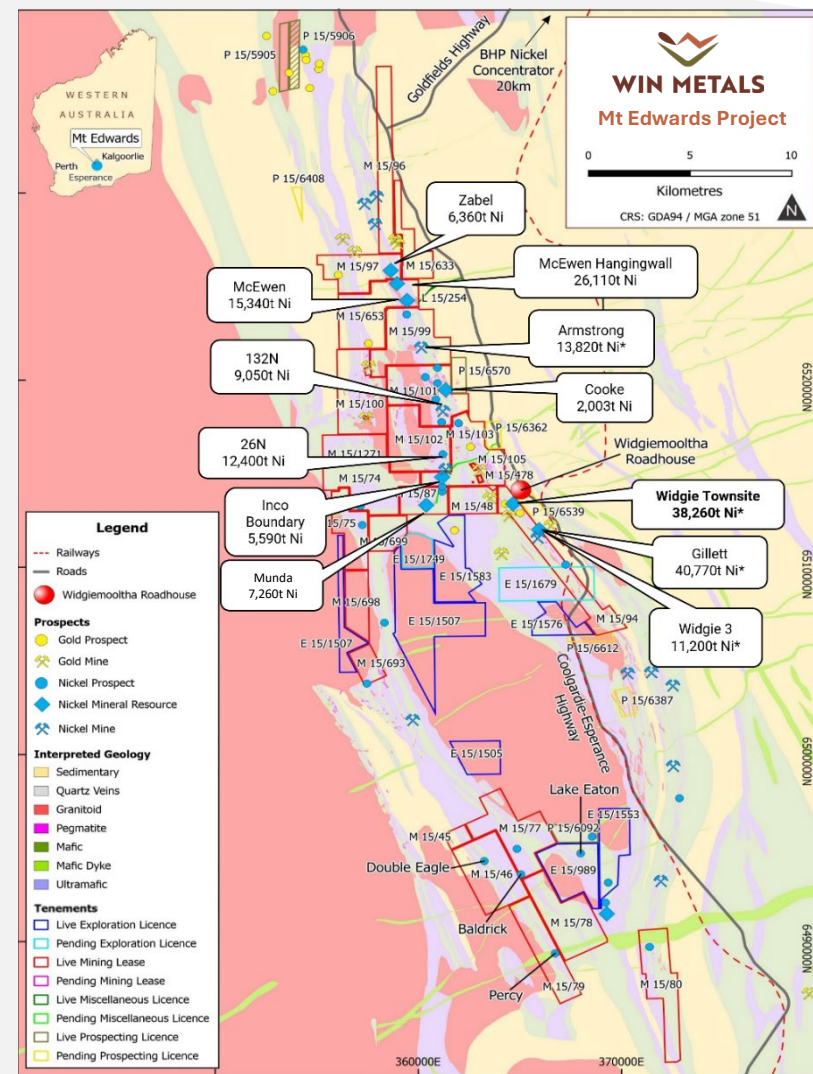 WIN METALS
Mt Edwards Project
0 5 10
Kilometres
CRS: GDA94 / MGA zone 51
N
WESTERN
AUSTRALIA
Mt Edwards
Kalgoorlie
Perth
Esperance
Goldfields Highway
BHP Nickel
Concentrator
20km
P 15/5905
P 15/5906
P 15/6408
M 15/96
Zabel
6,360t Ni
M 15/97
M 15/633
McEwen Hangingwall
26,110t Ni
McEwen
15,340t Ni
L 15/254
M 15/653
M 15/99
Armstrong
13,820t Ni*
132N
9,050t Ni
P 15/6570
M 15/101
Cooke
2,003t Ni
M 15/100
6520000N
P 15/6362
M 15/102
M 15/103
26N
12,400t Ni
M 15/1271
M 15/105
Widgiemooltha
Roadhouse
M 15/74
M 15/478
M 15/87
M 15/48
Widgie Townsite
38,260t Ni*
P 15/6539
Inco
Boundary
5,590t Ni
15/75
M 15/699
Gillett
40,770t Ni*
Munda
7,260t Ni
E 15/1749
E 15/1583
E 15/1679
6510000N
M 15/698
E 15/1507
E 15/1576
M 15/94
Widgie 3
11,200t Ni*
E 15/1507
P 15/6612
M 15/693
P 15/6387
Coolgardie-Esperance
Highway
6500000N
E 15/1505
Lake Eaton
E 15/1553
M 15/45
M 15/77
P 15/6092
Double Eagle
M 15/46
E 15/989
Baldrick
M 15/78
6490000N
Percy
M 15/79
M 15/80
360000E
370000E
Legend
Railways
Roads
Widgiemooltha Roadhouse
Prospects
Gold Prospect
Gold Mine
Nickel Prospect
Nickel Mineral Resource
Nickel Mine
Interpreted Geology
Sedimentary
Quartz Veins
Granitoid
Pegmatite
Mafic
Mafic Dyke
Ultramafic
Tenements
Live Exploration Licence
Pending Exploration Licence
Live Mining Lease
Pending Mining Lease
Live Miscellaneous Licence
Pending Miscellaneous Licence
Live Prospecting Licence
Pending Prospecting Licence